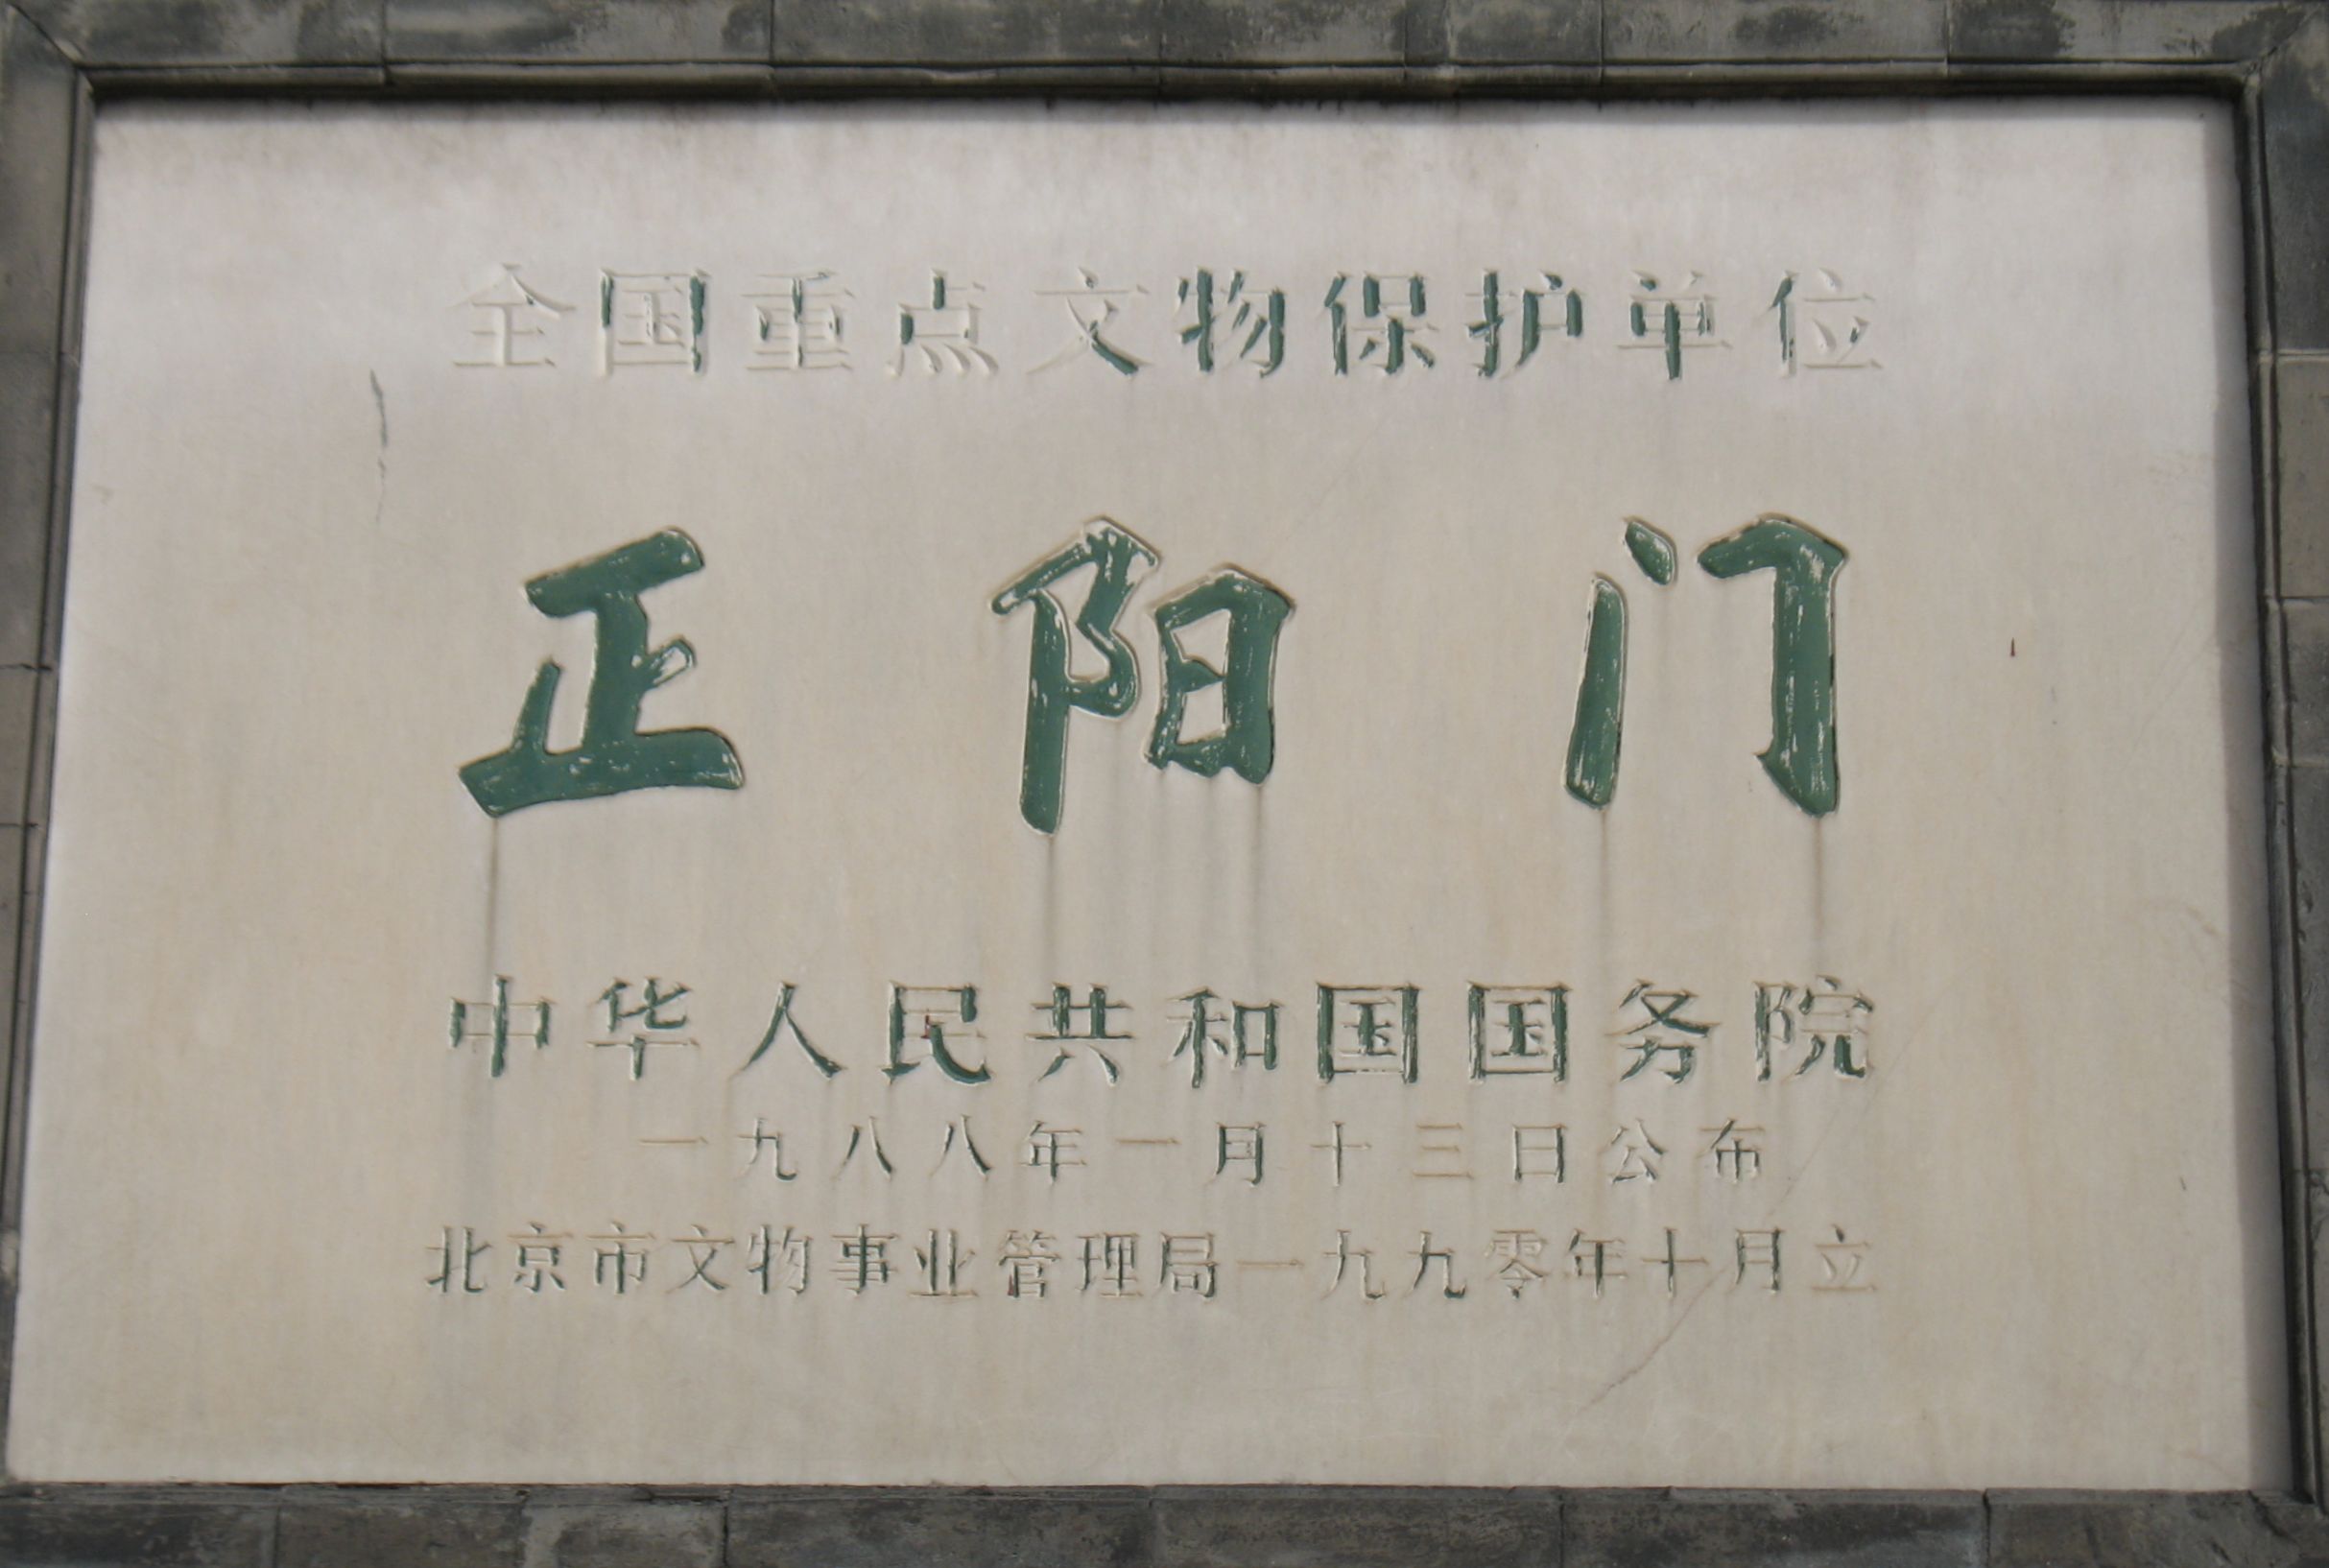 全国重点文物保护单位
正阳门
中华人民共和国国务院
一九八八年一月十三日公布
北京市文物事业管理局一九九零年十月立